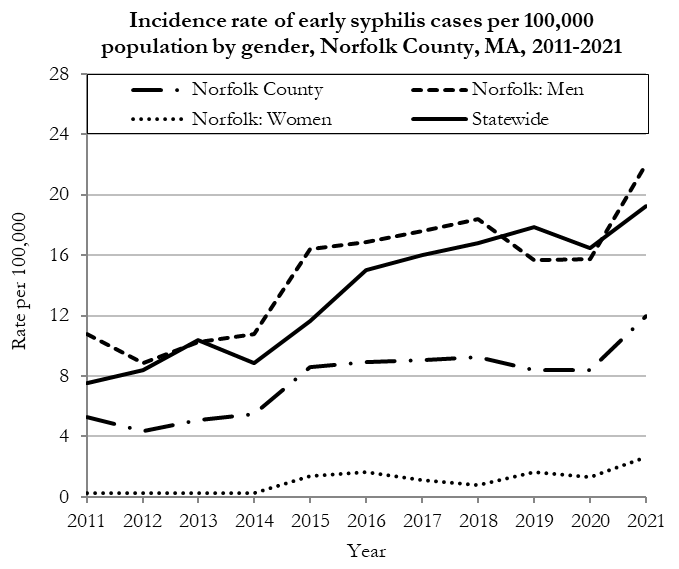 Incidence rate of early syphilis cases per 100,000
population by gender, Norfolk County, MA, 2011-2021
Norfolk County
Norfolk: Men
Norfolk: Women
Statewide
Rate per 100,000
28
24
20
16
12
8
4
0
2011 2012 2013 2014 2015 2016 2017 2018 2019 2020 2021
Year